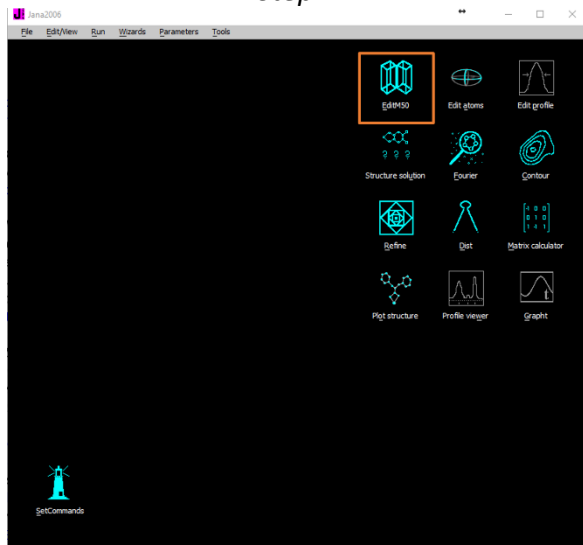 Step
Jana2006
File Edit/View Run Wizards Parameters Tools
EditM50 Edit atoms Edit profile
? ? ?
Structure solution Fourier Contour
Refine Dist Matrix calculator
Plot structure Profile viewer Grapht
SetCommands